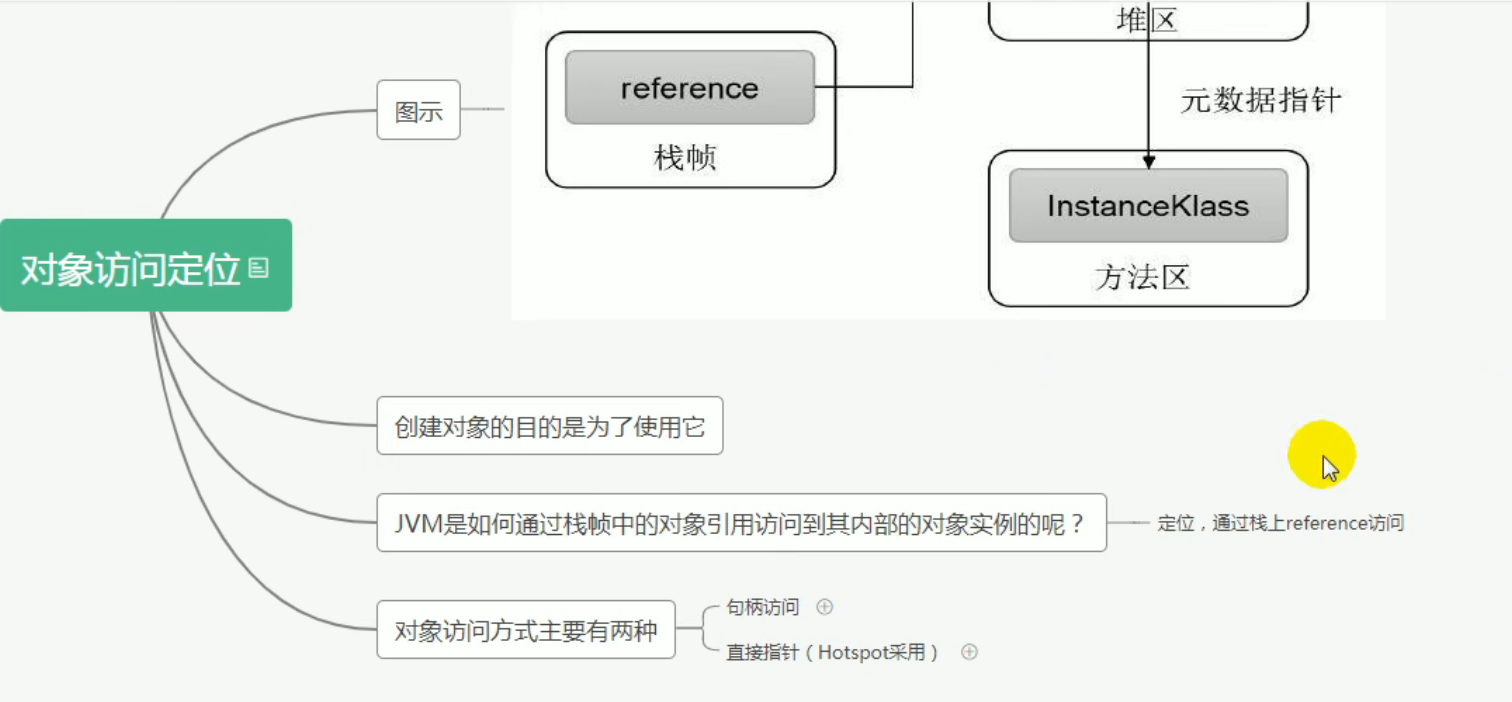 堆区
reference
图示
元数据指针
栈帧
InstanceKlass
对象访问定位
方法区
创建对象的目的是为了使用它
JVM是如何通过栈帧中的对象引用访问到其内部的对象实例的呢？
定位，通过栈上reference访问
句柄访问
对象访问方式主要有两种
直接指针（Hotspot采用）